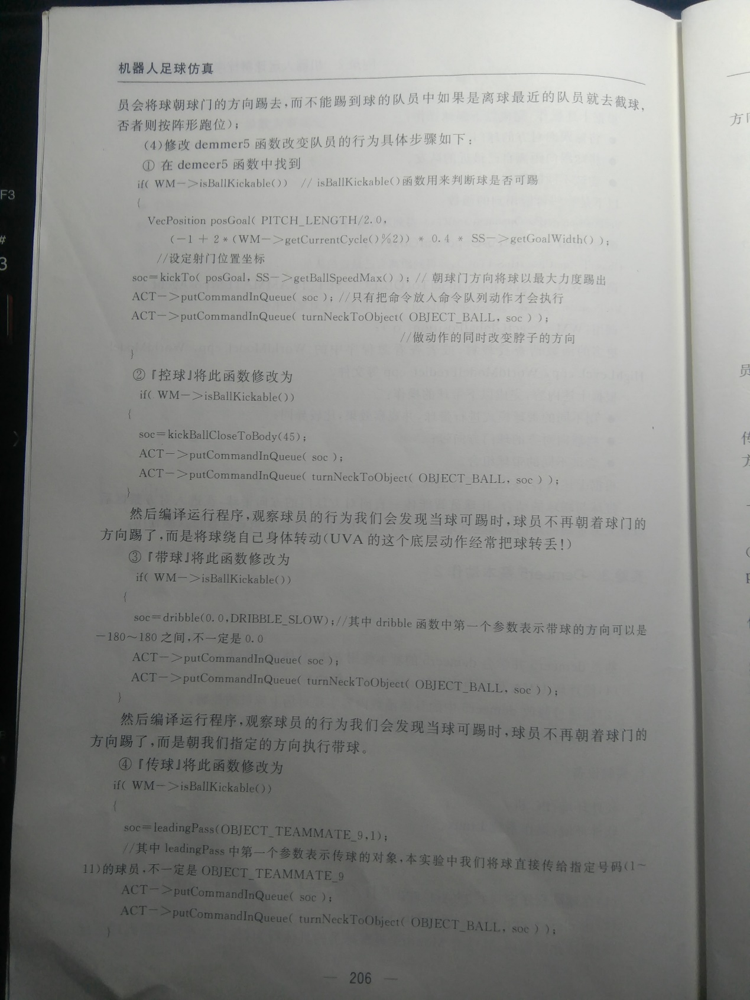 机器人足球仿真
员会将球朝球门的方向踢去,而不能踢到球的队员中如果是离球最近的队员就去截球,
否者则按阵形跑位);
(4)修改 demmer5 函数改变队员的行为具体步骤如下:
① 在 demeer5 函数中找到
if( WM->isBallKickable()) // isBallKickable()函数用来判断球是否可踢
{
VecPosition posGoal( PITCH_LENGTH/2.0,
(-1 + 2*(WM->getCurrentCycle()%2)) * 0.4 * SS->getGoalWidth());
//设定射门位置坐标
soc=kickTo( posGoal, SS->getBallSpeedMax()); // 朝球门方向将球以最大力度踢出
ACT->putCommandInQueue( soc ); //只有把命令放入命令队列动作才会执行
ACT->putCommandInQueue( turnNeckToObject( OBJECT_BALL, soc ));
//做动作的同时改变脖子的方向
}
②『控球』将此函数修改为
if( WM->isBallKickable())
{
soc=kickBallCloseToBody(45);
ACT->putCommandInQueue( soc );
ACT->putCommandInQueue( turnNeckToObject( OBJECT_BALL, soc ));
}
然后编译运行程序,观察球员的行为我们会发现当球可踢时,球员不再朝着球门的
方向踢了,而是将球绕自己身体转动(UVA 的这个底层动作经常把球转丢!)
③『带球』将此函数修改为
if( WM->isBallKickable())
{
soc=dribble(0.0,DRIBBLE_SLOW);//其中 dribble 函数中第一个参数表示带球的方向可以是
-180~180 之间,不一定是 0.0
ACT->putCommandInQueue( soc );
ACT->putCommandInQueue( turnNeckToObject( OBJECT_BALL, soc ));
}
然后编译运行程序,观察球员的行为我们会发现当球可踢时,球员不再朝着球门的
方向踢了,而是朝我们指定的方向执行带球。
④『传球』将此函数修改为
if( WM->isBallKickable())
{
soc=leadingPass(OBJECT_TEAMMATE_9,1);
//其中 leadingPass 中第一个参数表示传球的对象,本实验中我们将球直接传给指定号码(1~
11)的球员,不一定是 OBJECT_TEAMMATE_9
ACT->putCommandInQueue( soc );
ACT->putCommandInQueue( turnNeckToObject( OBJECT_BALL, soc ));
}
— 206 —
F3
#
3
方
员
传
方